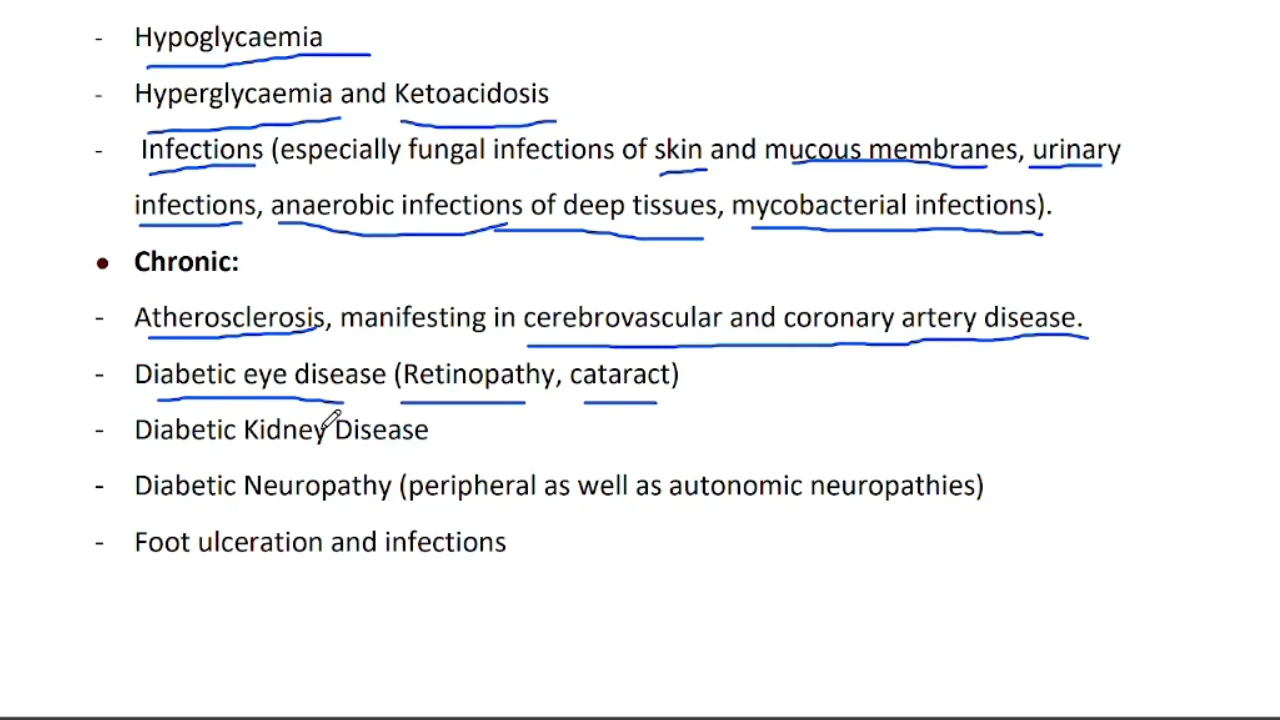 - Hypoglycaemia
- Hyperglycaemia and Ketoacidosis
- Infections (especially fungal infections of skin and mucous membranes, urinary
infections, anaerobic infections of deep tissues, mycobacterial infections).
• Chronic:
- Atherosclerosis, manifesting in cerebrovascular and coronary artery disease.
- Diabetic eye disease (Retinopathy, cataract)
- Diabetic Kidney Disease
- Diabetic Neuropathy (peripheral as well as autonomic neuropathies)
- Foot ulceration and infections